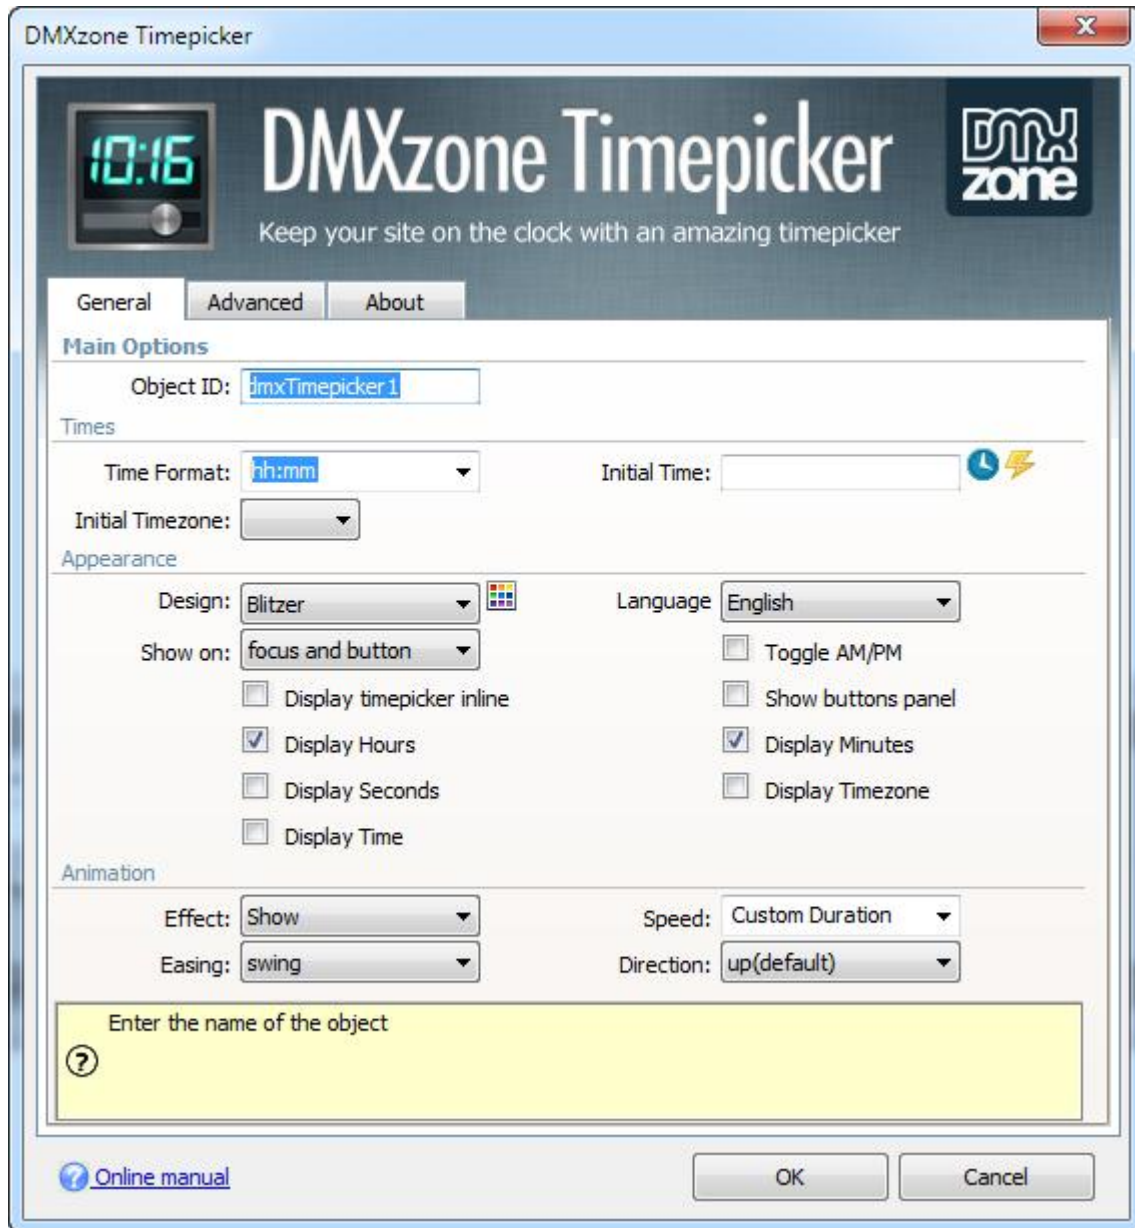 DMXzone Timepicker
10:16
DMXzone Timepicker
DMX
zone
Keep your site on the clock with an amazing timepicker
General Advanced About
Main Options
Object ID: dmxTimepicker1
Times
Time Format: hh:mm Initial Time:
Initial Timezone:
Appearance
Design: Blitzer Language English
Show on: focus and button Toggle AM/PM
Display timepicker inline Show buttons panel
Display Hours Display Minutes
Display Seconds Display Timezone
Display Time
Animation
Effect: Show Speed: Custom Duration
Easing: swing Direction: up(default)
Enter the name of the object
?
? Online manual OK Cancel